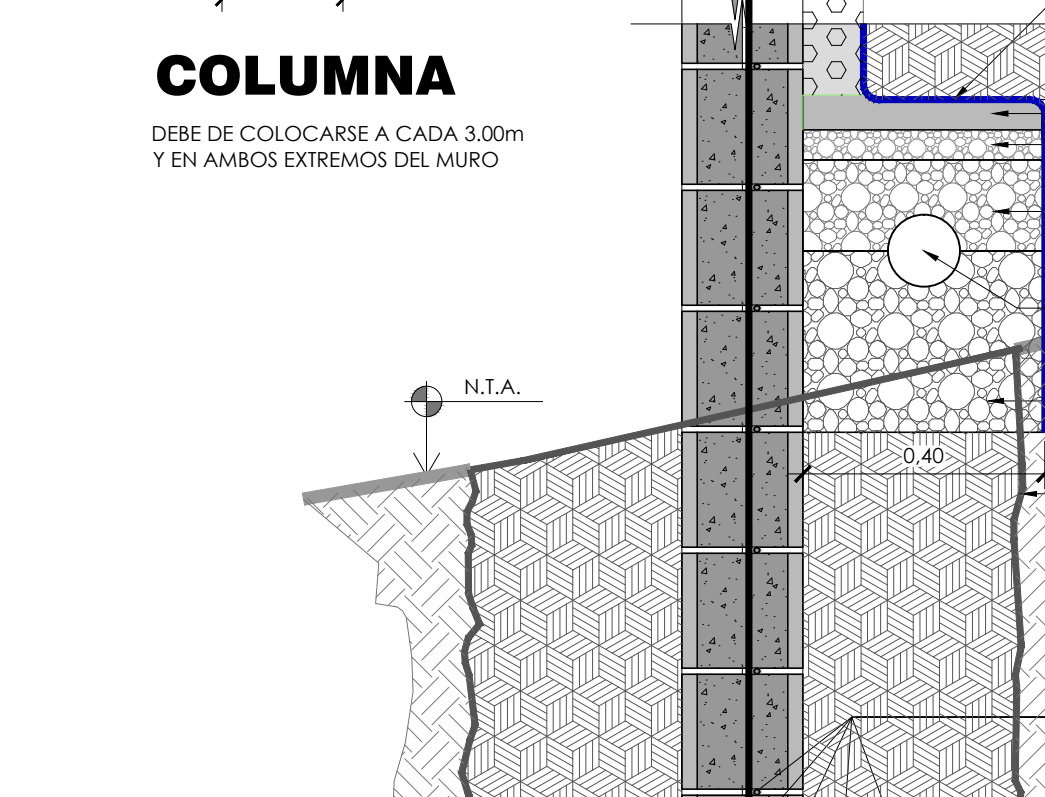 COLUMNA
DEBE DE COLOCARSE A CADA 3.00m
Y EN AMBOS EXTREMOS DEL MURO
N.T.A.
0,40